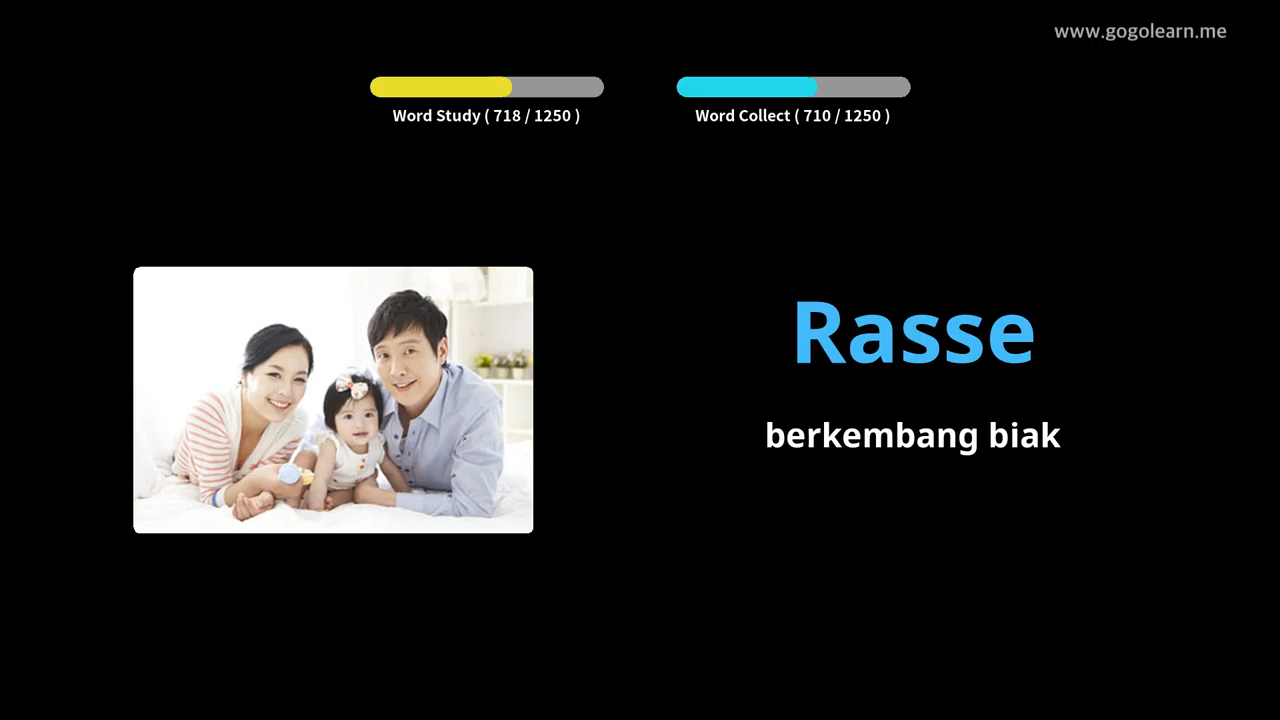 www.gogolearn.me
Word Study ( 718 / 1250 )
Word Collect ( 710 / 1250 )
Rasse
berkembang biak